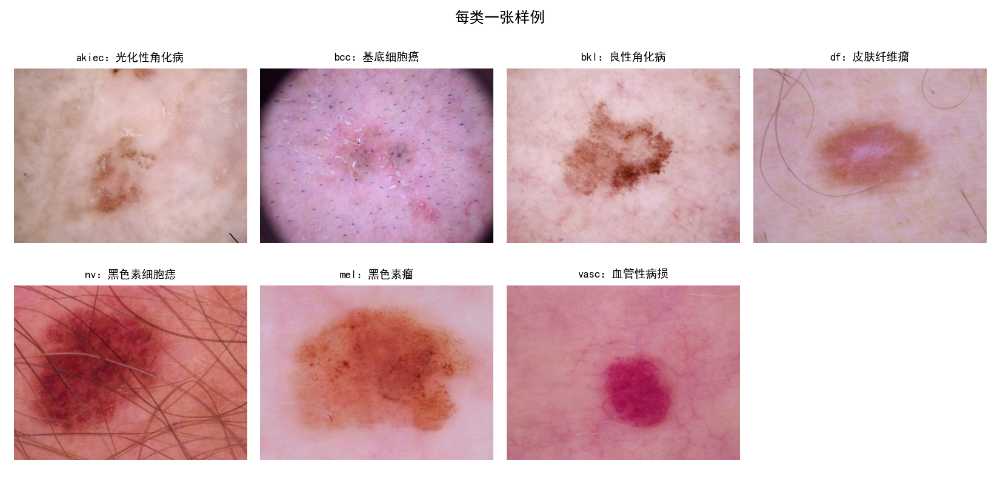 每类一张样例
akiec: 光化性角化病
bcc: 基底细胞癌
bkl: 良性角化病
df: 皮肤纤维瘤
nv: 黑色素细胞痣
mel: 黑色素瘤
vasc: 血管性病损